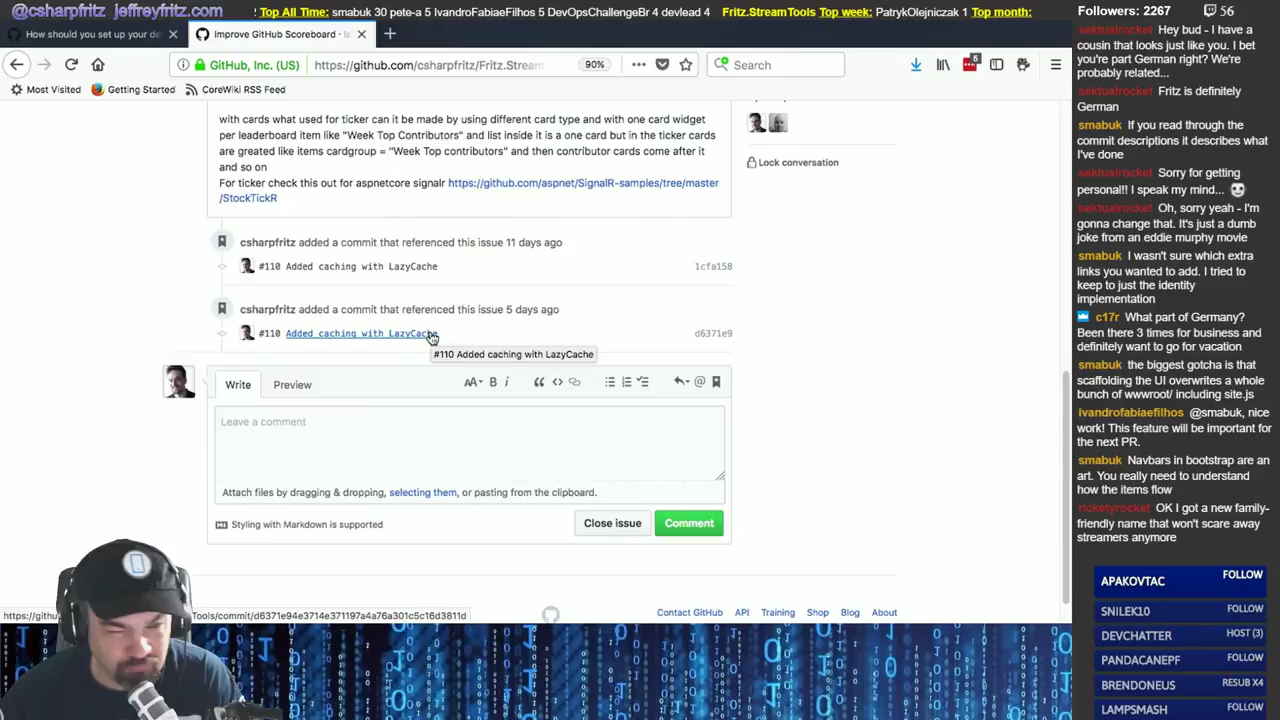 @csharpfritz jeffreyfritz.com
Top All Time: smabuk 30 pete-a 5 IvandroFabiaeFilhos 5 DevOpsChallenger 4 devlead 4 Fritz.StreamTools Top week: PatrykOlejniczak 1 Top month:
Followers: 2267 56
How should you set up your de
Improve GitHub Scoreboard · Is
GitHub, Inc. (US) https://github.com/csharpfritz/Fritz.Stream 90% Search
Most Visited Getting Started CoreWiki RSS Feed
with cards what used for ticker can it be made by using different card type and with one card widget
per leaderboard item like "Week Top Contributors" and list inside it is a one card but in the ticker cards
are greated like items cardgroup = "Week Top contributors" and then contributor cards come after it
and so on
For ticker check this out for aspnetcore signalr https://github.com/aspnet/SignalR-samples/tree/master
/StockTickR
Lock conversation
csharpfritz added a commit that referenced this issue 11 days ago
#110 Added caching with LazyCache 1cfa158
csharpfritz added a commit that referenced this issue 5 days ago
#110 Added caching with LazyCache d6371e9
#110 Added caching with LazyCache
Write Preview
Leave a comment
Attach files by dragging & dropping, selecting them, or pasting from the clipboard.
Styling with Markdown is supported
Close issue Comment
Contact GitHub API Training Shop Blog About
https://githu
Tools/commit/d6371e94e3714e371197a4a76a301c5c16d3811d
sektualrocket Hey bud - I have a
cousin that looks just like you. I bet
you're part German right? We're
probably related...
sektualrocket Fritz is definitely
German
smabuk If you read through the
commit descriptions it describes what
I've done
sektualrocket Sorry for getting
personal!! I speak my mind...
sektualrocket Oh, sorry yeah - I'm
gonna change that. It's just a dumb
joke from an eddie murphy movie
smabuk I wasn't sure which extra
links you wanted to add. I tried to
keep to just the identity
implementation
c17r What part of Germany?
Been there 3 times for business and
definitely want to go for vacation
smabuk the biggest gotcha is that
scaffolding the UI overwrites a whole
bunch of wwwroot/ including site.js
ivandrofabiaefilhos @smabuk, nice
work! This feature will be important for
the next PR.
smabuk Navbars in bootstrap are an
art. You really need to understand
how the items flow
ricketyrocket OK I got a new family-
friendly name that won't scare away
streamers anymore
APAKOVTAC FOLLOW
SNILEK10 FOLLOW
DEVCHATTER HOST (3)
PANDACANEPF FOLLOW
BRENDONEUS RESUB X4
LAMPSMASH FOLLOW